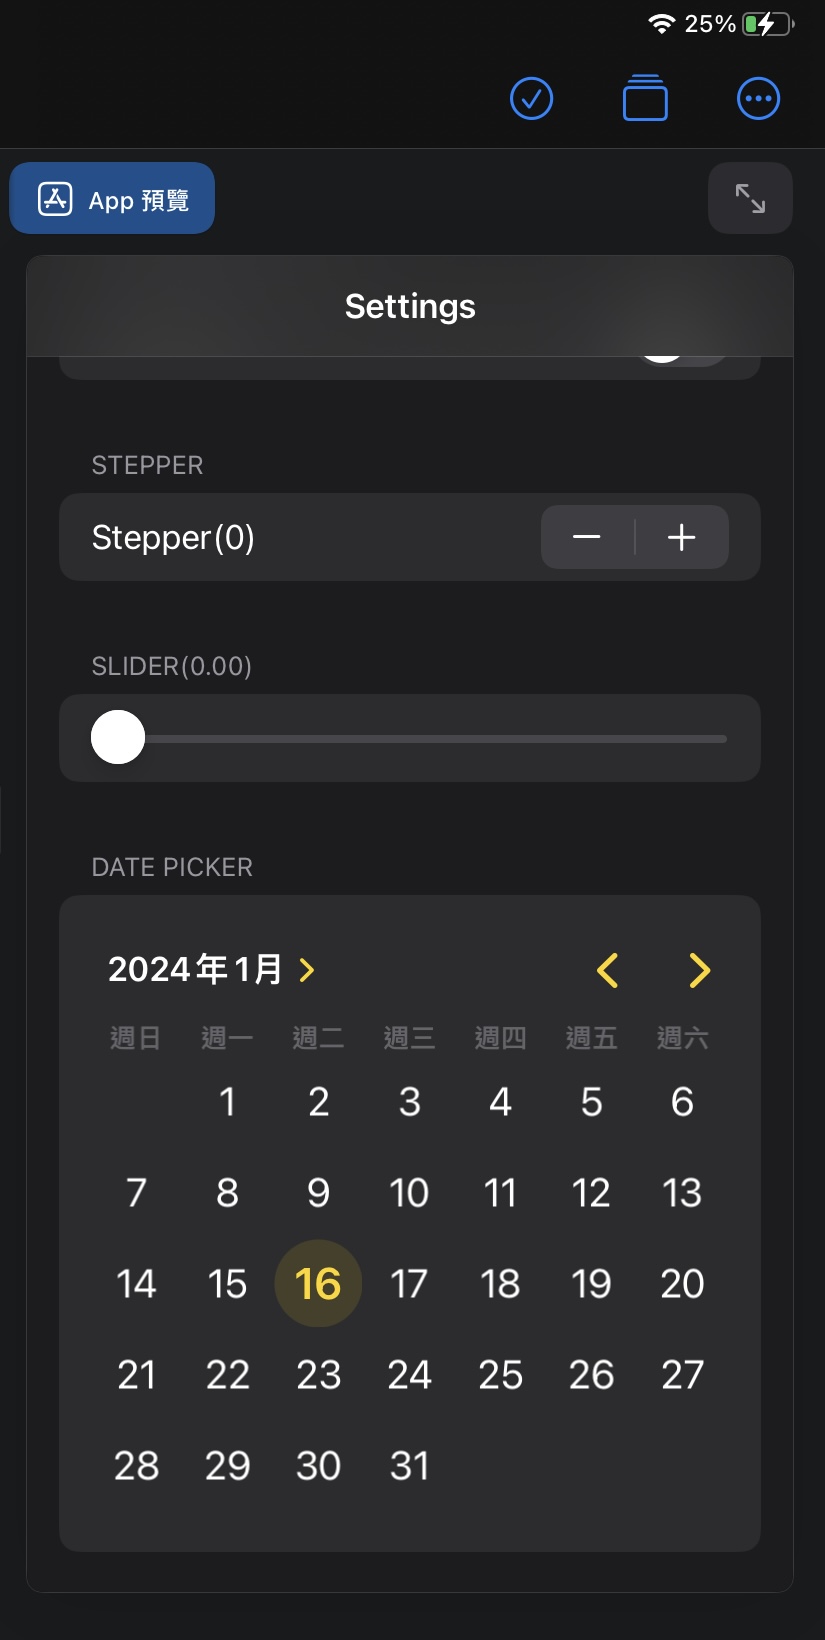 25%
App 預覽
Settings
STEPPER
Stepper(0)
SLIDER(0.00)
DATE PICKER
2024年1月
週日 週一 週二 週三 週四 週五 週六
1 2 3 4 5 6
7 8 9 10 11 12 13
14 15 16 17 18 19 20
21 22 23 24 25 26 27
28 29 30 31